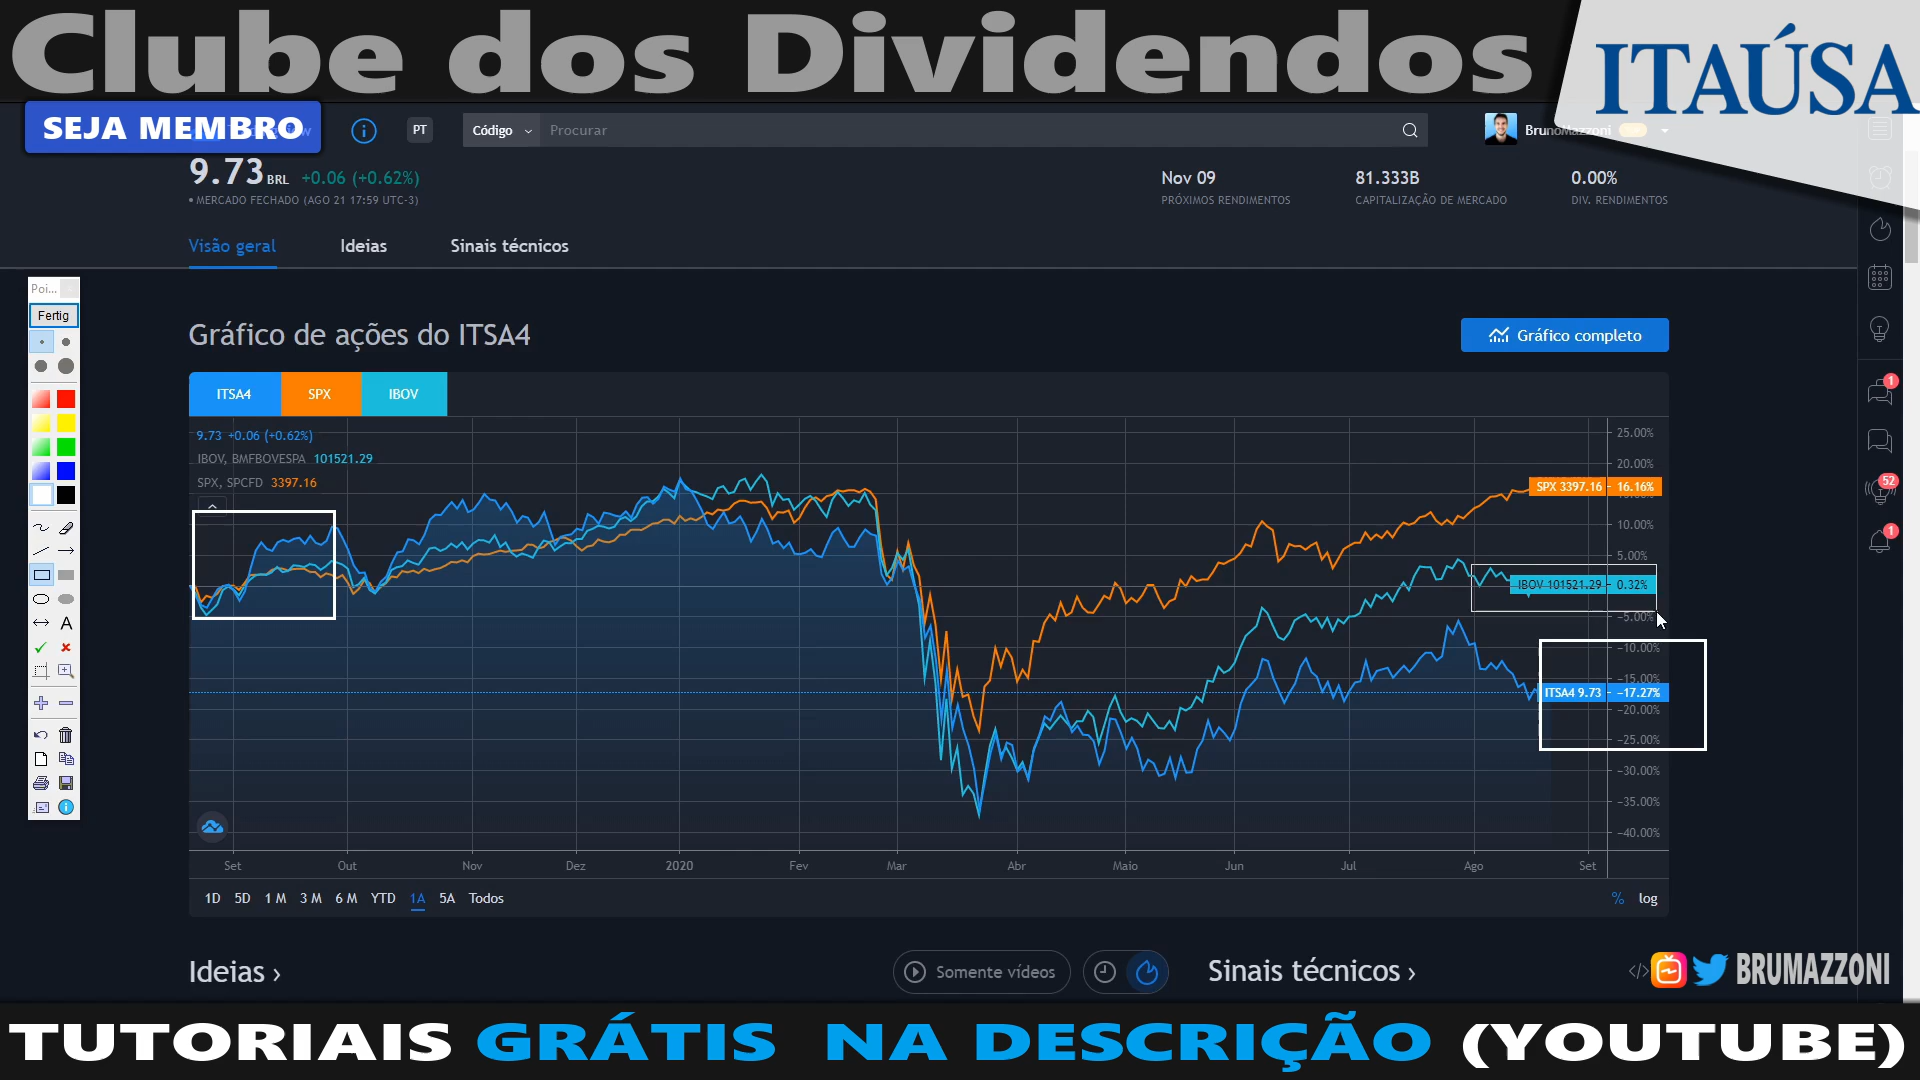 Clube dos Dividendos
ITAÚSA
SEJA MEMBRO
PT
Código
Procurar
BrunoMazzoni
9.73 BRL +0.06 (+0.62%)
• MERCADO FECHADO (AGO 21 17:59 UTC-3)
Nov 09
PRÓXIMOS RENDIMENTOS
81.333B
CAPITALIZAÇÃO DE MERCADO
0.00%
DIV. RENDIMENTOS
Visão geral
Ideias
Sinais técnicos
Poi...
Fertig
A
Gráfico de ações do ITSA4
Gráfico completo
ITSA4
SPX
IBOV
9.73 +0.06 (+0.62%)
IBOV, BMFBOVESPA 101521.29
SPX, SPCFD 3397.16
25.00%
20.00%
SPX 3397.16 16.16%
10.00%
5.00%
IBOV 101521.29 0.32%
−5.00%
−10.00%
−15.00%
ITSA4 9.73 −17.27%
−20.00%
−25.00%
−30.00%
−35.00%
−40.00%
Set
Out
Nov
Dez
2020
Fev
Mar
Abr
Maio
Jun
Jul
Ago
Set
1D 5D 1 M 3 M 6 M YTD 1A 5A Todos
% log
1
52
1
Ideias ›
Somente vídeos
Sinais técnicos ›
</>
BRUMAZZONI
TUTORIAIS GRÁTIS NA DESCRIÇÃO (YOUTUBE)